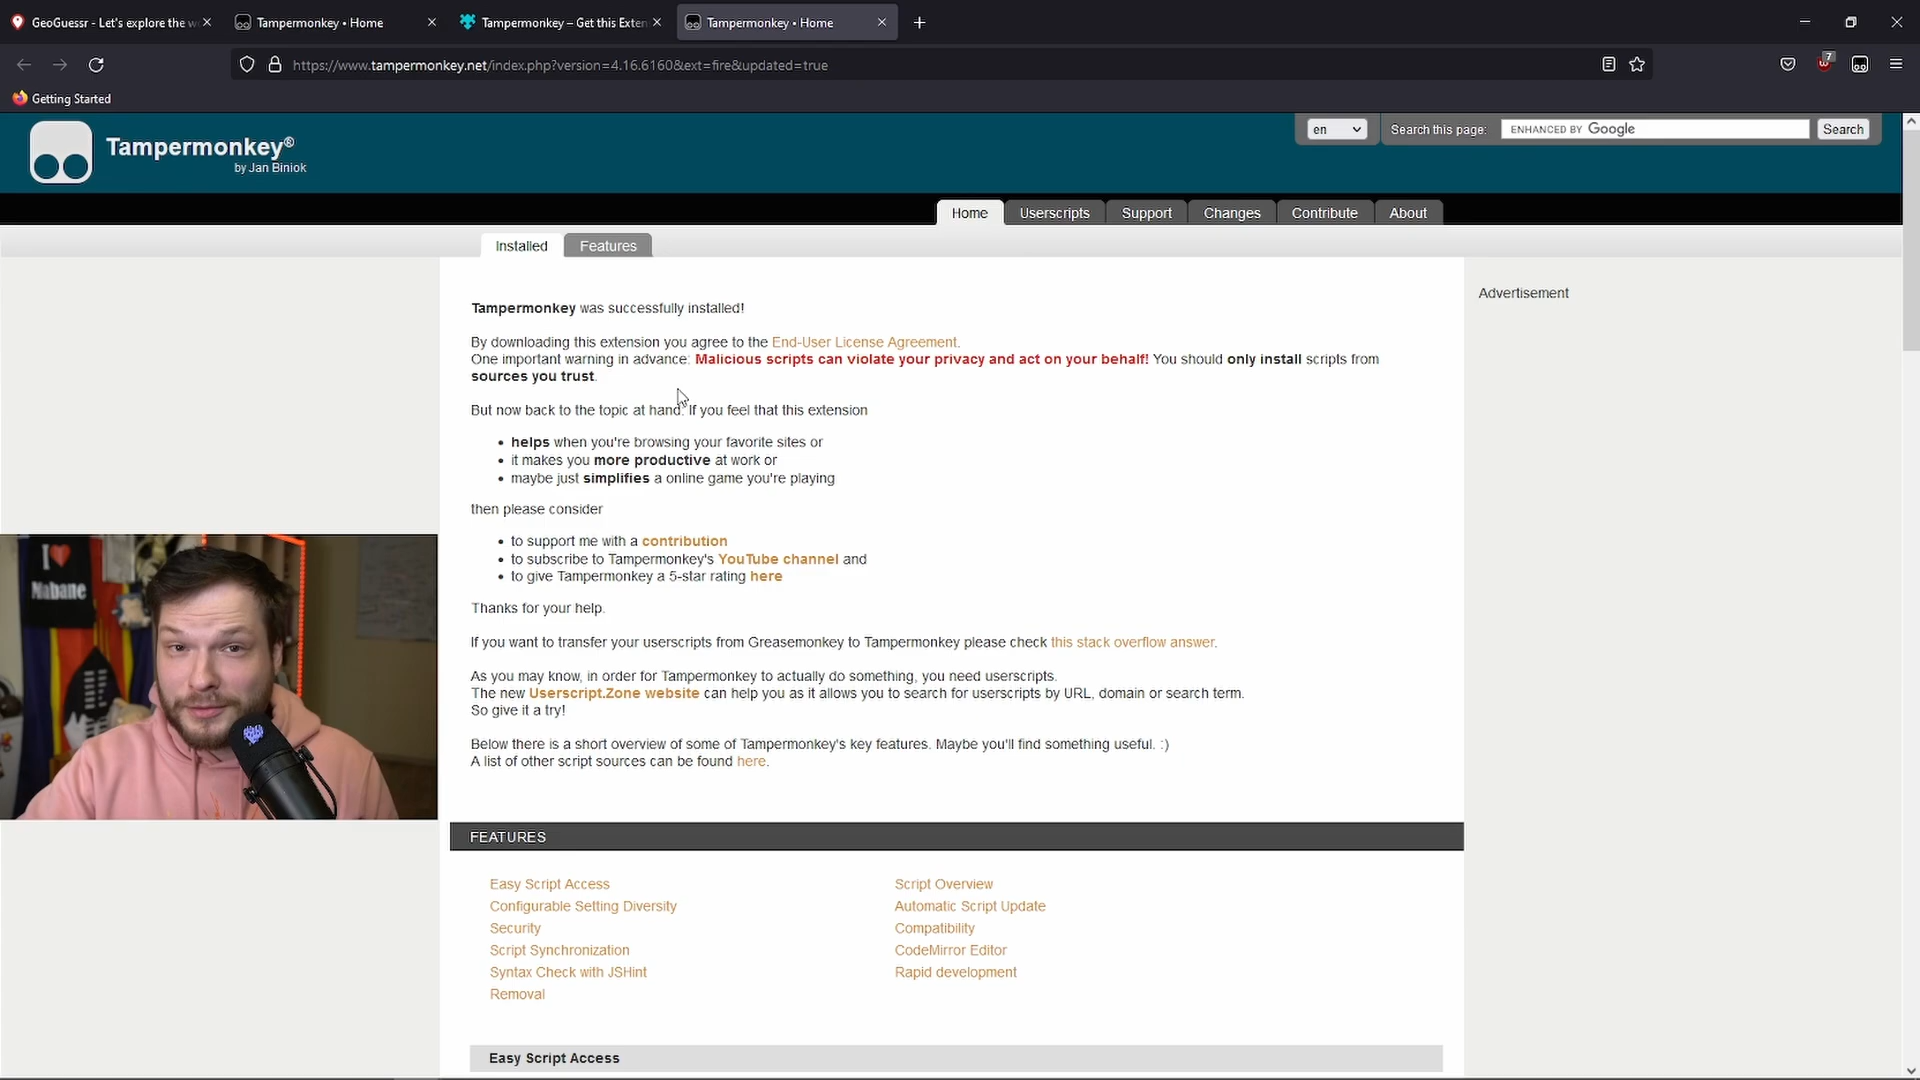 GeoGuessr - Let's explore the w
Tampermonkey • Home
Tampermonkey – Get this Exten
Tampermonkey • Home
https://www.tampermonkey.net/index.php?version=4.16.6160&ext=fire&updated=true
7
Getting Started
Tampermonkey®
by Jan Biniok
en
Search this page:
ENHANCED BY Google
Search
Home
Userscripts
Support
Changes
Contribute
About
Installed
Features
Tampermonkey was successfully installed!
By downloading this extension you agree to the End-User License Agreement.
One important warning in advance: Malicious scripts can violate your privacy and act on your behalf! You should only install scripts from
sources you trust.
But now back to the topic at hand. If you feel that this extension
• helps when you're browsing your favorite sites or
• it makes you more productive at work or
• maybe just simplifies a online game you're playing
then please consider
• to support me with a contribution
• to subscribe to Tampermonkey's YouTube channel and
• to give Tampermonkey a 5-star rating here
Thanks for your help.
If you want to transfer your userscripts from Greasemonkey to Tampermonkey please check this stack overflow answer.
As you may know, in order for Tampermonkey to actually do something, you need userscripts.
The new Userscript.Zone website can help you as it allows you to search for userscripts by URL, domain or search term.
So give it a try!
Below there is a short overview of some of Tampermonkey's key features. Maybe you'll find something useful. :)
A list of other script sources can be found here.
Advertisement
I
Mabane
FEATURES
Easy Script Access
Configurable Setting Diversity
Security
Script Synchronization
Syntax Check with JSHint
Removal
Script Overview
Automatic Script Update
Compatibility
CodeMirror Editor
Rapid development
Easy Script Access